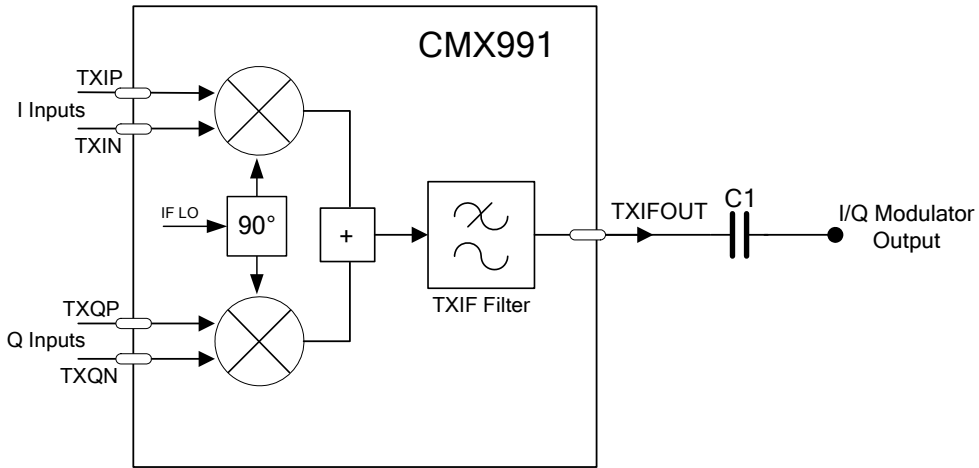 CMX991
TXIP
I Inputs
TXIN
IF LO
90°
+
TXIFOUT
C1
I/Q Modulator
Output
TXIF Filter
TXQP
Q Inputs
TXQN